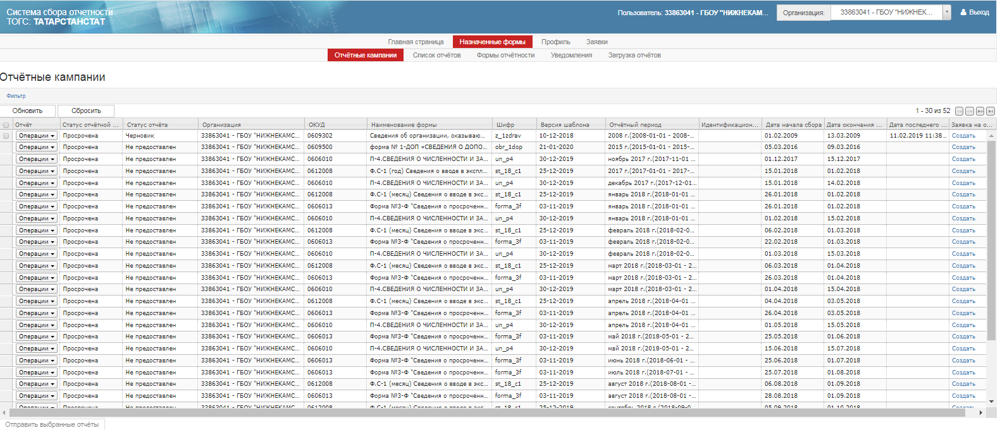 Система сбора отчетности
ТОГС: ТАТАРСТАНСТАТ
Пользователь: 33863041 - ГБОУ "НИЖНЕКАМ... Организация: 33863041 - ГБОУ "НИЖНЕК... Выход
Главная страница Назначенные формы Профиль Заявки
Отчётные кампании Список отчётов Формы отчётности Уведомления Загрузка отчётов
Отчётные кампании
Фильтр
Обновить Сбросить 1 - 30 из 52
Отчёт Статус отчётной ... Статус отчёта Организация ОКУД Наименование формы Шифр Версия шаблона Отчётный период Идентификацион... Дата начала сбора Дата окончания ... Дата последнего ... Заявка на о...
Операции Просрочена Черновик 33863041 - ГБОУ "НИЖНЕКАМС... 0609302 Сведения об организации, оказываю... z_1zdrav 10-12-2018 2008 г.(2008-01-01 - 2008-... 01.02.2009 13.03.2009 11.02.2019 11:38... Создать
Операции Просрочена Не предоставлен 33863041 - ГБОУ "НИЖНЕКАМС... 0609500 форма № 1-ДОП «СВЕДЕНИЯ О ДОПО... obr_1dop 21-01-2020 2015 г.(2015-01-01 - 2015-... 05.03.2016 09.03.2016 Создать
Операции Просрочена Не предоставлен 33863041 - ГБОУ "НИЖНЕКАМС... 0606010 П-4.СВЕДЕНИЯ О ЧИСЛЕННОСТИ И ЗА... un_p4 30-12-2019 ноябрь 2017 г.(2017-11-01 ... 01.12.2017 15.12.2017 Создать
Операции Просрочена Не предоставлен 33863041 - ГБОУ "НИЖНЕКАМС... 0612008 Ф.С-1 (год) Сведения о вводе в экспл... st_18_c1 25-12-2019 2017 г.(2017-01-01 - 2017-... 15.01.2018 01.02.2018 Создать
Операции Просрочена Не предоставлен 33863041 - ГБОУ "НИЖНЕКАМС... 0606010 П-4.СВЕДЕНИЯ О ЧИСЛЕННОСТИ И ЗА... un_p4 30-12-2019 декабрь 2017 г.(2017-12-01... 15.01.2018 14.02.2018 Создать
Операции Просрочена Не предоставлен 33863041 - ГБОУ "НИЖНЕКАМС... 0612008 Ф.С-1 (месяц) Сведения о вводе в экс... st_18_c1 25-12-2019 январь 2018 г.(2018-01-01 ... 26.01.2018 01.02.2018 Создать
Операции Просрочена Не предоставлен 33863041 - ГБОУ "НИЖНЕКАМС... 0606013 Форма №3-Ф "Сведения о просроченн... forma_3f 03-11-2019 январь 2018 г.(2018-01-01 ... 26.01.2018 01.02.2018 Создать
Операции Просрочена Не предоставлен 33863041 - ГБОУ "НИЖНЕКАМС... 0606010 П-4.СВЕДЕНИЯ О ЧИСЛЕННОСТИ И ЗА... un_p4 30-12-2019 январь 2018 г.(2018-01-01 ... 01.02.2018 15.02.2018 Создать
Операции Просрочена Не предоставлен 33863041 - ГБОУ "НИЖНЕКАМС... 0612008 Ф.С-1 (месяц) Сведения о вводе в экс... st_18_c1 25-12-2019 февраль 2018 г.(2018-02-0... 06.02.2018 01.03.2018 Создать
Операции Просрочена Не предоставлен 33863041 - ГБОУ "НИЖНЕКАМС... 0606013 Форма №3-Ф "Сведения о просроченн... forma_3f 03-11-2019 февраль 2018 г.(2018-02-0... 22.02.2018 01.03.2018 Создать
Операции Просрочена Не предоставлен 33863041 - ГБОУ "НИЖНЕКАМС... 0606010 П-4.СВЕДЕНИЯ О ЧИСЛЕННОСТИ И ЗА... un_p4 30-12-2019 февраль 2018 г.(2018-02-0... 01.03.2018 15.03.2018 Создать
Операции Просрочена Не предоставлен 33863041 - ГБОУ "НИЖНЕКАМС... 0612008 Ф.С-1 (месяц) Сведения о вводе в экс... st_18_c1 25-12-2019 март 2018 г.(2018-03-01 - 2... 06.03.2018 01.04.2018 Создать
Операции Просрочена Не предоставлен 33863041 - ГБОУ "НИЖНЕКАМС... 0606013 Форма №3-Ф "Сведения о просроченн... forma_3f 03-11-2019 март 2018 г.(2018-03-01 - 2... 26.03.2018 01.04.2018 Создать
Операции Просрочена Не предоставлен 33863041 - ГБОУ "НИЖНЕКАМС... 0606010 П-4.СВЕДЕНИЯ О ЧИСЛЕННОСТИ И ЗА... un_p4 30-12-2019 март 2018 г.(2018-03-01 - 2... 01.04.2018 15.04.2018 Создать
Операции Просрочена Не предоставлен 33863041 - ГБОУ "НИЖНЕКАМС... 0612008 Ф.С-1 (месяц) Сведения о вводе в экс... st_18_c1 25-12-2019 апрель 2018 г.(2018-04-01 ... 04.04.2018 03.05.2018 Создать
Операции Просрочена Не предоставлен 33863041 - ГБОУ "НИЖНЕКАМС... 0606013 Форма №3-Ф "Сведения о просроченн... forma_3f 03-11-2019 апрель 2018 г.(2018-04-01 ... 26.04.2018 03.05.2018 Создать
Операции Просрочена Не предоставлен 33863041 - ГБОУ "НИЖНЕКАМС... 0606010 П-4.СВЕДЕНИЯ О ЧИСЛЕННОСТИ И ЗА... un_p4 30-12-2019 апрель 2018 г.(2018-04-01 ... 01.05.2018 15.05.2018 Создать
Операции Просрочена Не предоставлен 33863041 - ГБОУ "НИЖНЕКАМС... 0606013 Форма №3-Ф "Сведения о просроченн... forma_3f 03-11-2019 май 2018 г.(2018-05-01 - 2... 25.05.2018 01.06.2018 Создать
Операции Просрочена Не предоставлен 33863041 - ГБОУ "НИЖНЕКАМС... 0606010 П-4.СВЕДЕНИЯ О ЧИСЛЕННОСТИ И ЗА... un_p4 30-12-2019 май 2018 г.(2018-05-01 - 2... 15.06.2018 15.07.2018 Создать
Операции Просрочена Не предоставлен 33863041 - ГБОУ "НИЖНЕКАМС... 0606013 Форма №3-Ф "Сведения о просроченн... forma_3f 03-11-2019 июнь 2018 г.(2018-06-01 - ... 25.06.2018 01.07.2018 Создать
Операции Просрочена Не предоставлен 33863041 - ГБОУ "НИЖНЕКАМС... 0606013 Форма №3-Ф "Сведения о просроченн... forma_3f 03-11-2019 июль 2018 г.(2018-07-01 - ... 25.07.2018 01.08.2018 Создать
Операции Просрочена Не предоставлен 33863041 - ГБОУ "НИЖНЕКАМС... 0612008 Ф.С-1 (месяц) Сведения о вводе в экс... st_18_c1 25-12-2019 август 2018 г.(2018-08-01 -... 06.08.2018 01.09.2018 Создать
Операции Просрочена Не предоставлен 33863041 - ГБОУ "НИЖНЕКАМС... 0606013 Форма №3-Ф "Сведения о просроченн... forma_3f 03-11-2019 август 2018 г.(2018-08-01 -... 28.08.2018 01.09.2018 Создать
Операции Просрочена Не предоставлен 33863041 - ГБОУ "НИЖНЕКАМС... 0612008 Ф.С-1 (месяц) Сведения о вводе в экс... st_18_c1 25-12-2019 сентябрь 2018 г.(2018-09-0... 05.09.2018 01.10.2018 Создать
Отправить выбранные отчёты